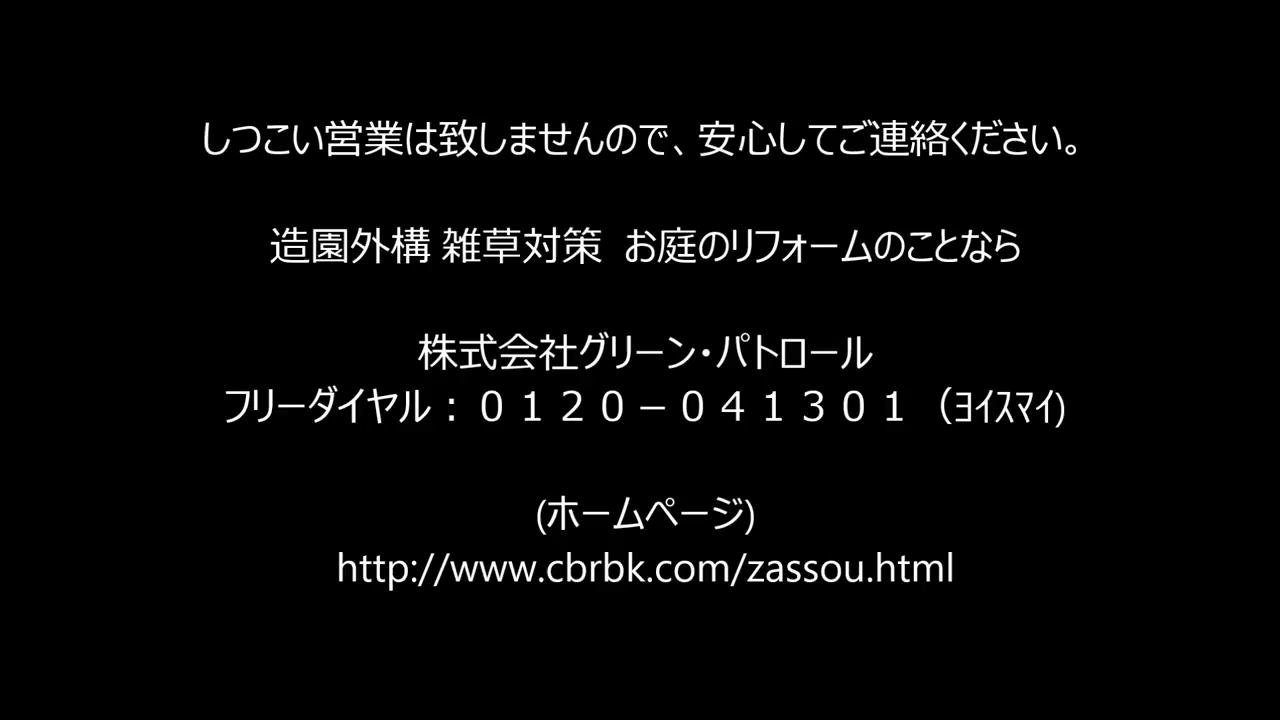 しつこい営業は致しませんので、安心してご連絡ください。
造園外構 雑草対策 お庭のリフォームのことなら
株式会社グリーン・パトロール
フリーダイヤル：０１２０－０４１３０１（ﾖｲｽﾏｲ)
(ホームページ)
http://www.cbrbk.com/zassou.html